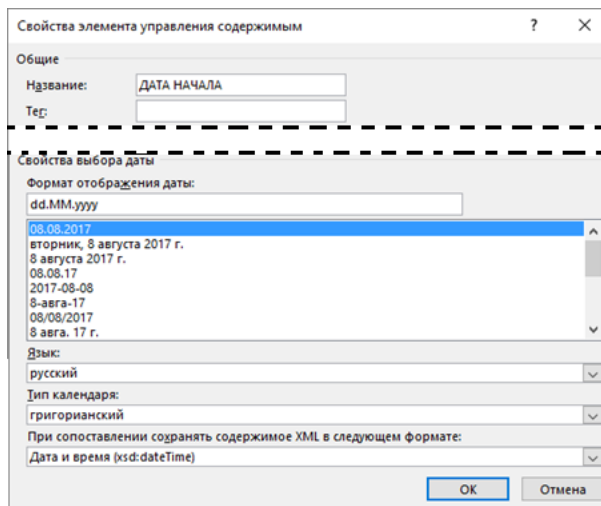 Свойства элемента управления содержимым ? ×
Общие
Название: ДАТА НАЧАЛА
Тег:
Свойства выбора даты
Формат отображения даты:
dd.MM.yyyy
08.08.2017
вторник, 8 августа 2017 г.
8 августа 2017 г.
08.08.17
2017-08-08
8-авга-17
08/08/2017
8 авга. 17 г.
Язык:
русский
Тип календаря:
григорианский
При сопоставлении сохранять содержимое XML в следующем формате:
Дата и время (xsd:dateTime)
ОК Отмена